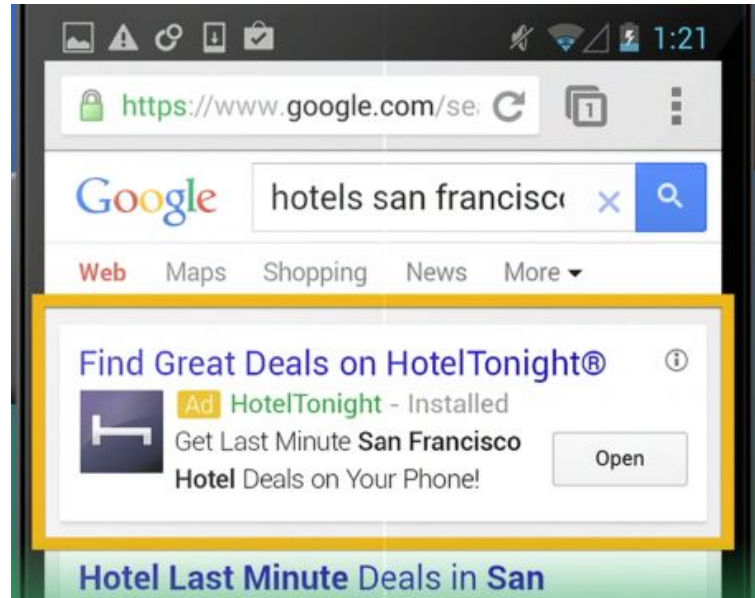 1:21
https://www.google.com/se
1
Google
hotels san francisc
Web Maps Shopping News More
Find Great Deals on HotelTonight®
Ad HotelTonight - Installed
Get Last Minute San Francisco
Hotel Deals on Your Phone!
Open
Hotel Last Minute Deals in San